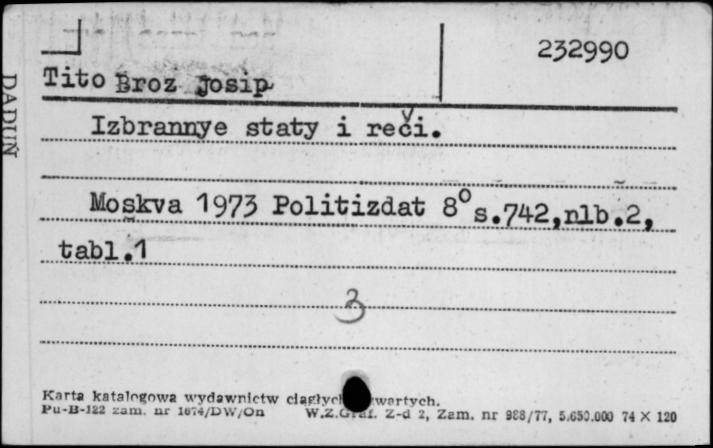 232990
Tito Broz Josip
Izbrannye staty i reči.
Moskva 1973 Politizdat 8° s.742,nlb.2,
tabl.1
3
Karta katalogowa wydawnictw
Pu-B-122 zam. nr 1674/DW/On W.Z.Graf. Z-d 2, Zam. nr 988/77, 5.650.000 74 X 120